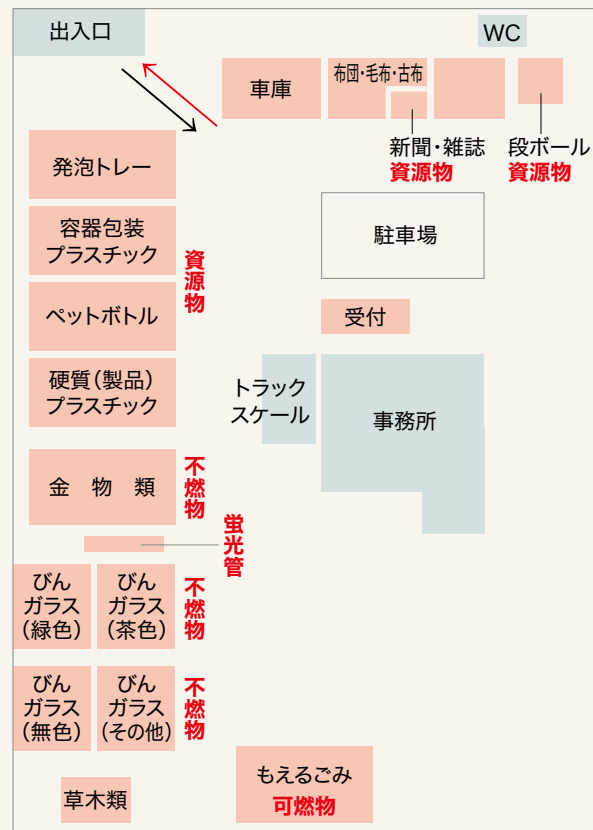 出入口
WC
車庫
布団・毛布・古布
新聞・雑誌
資源物
段ボール
資源物
発泡トレー
容器包装
プラスチック
ペットボトル
硬質(製品)
プラスチック
資源物
駐車場
受付
トラック
スケール
事務所
金物類
不燃物
蛍光管
びん
ガラス
(緑色)
びん
ガラス
(茶色)
不燃物
びん
ガラス
(無色)
びん
ガラス
(その他)
不燃物
草木類
もえるごみ
可燃物